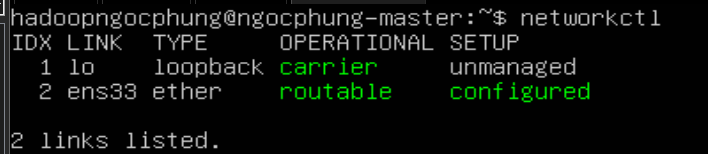 hadoopngocphung@ngocphung-master:~$ networkctl
IDX LINK  TYPE     OPERATIONAL SETUP
  1 lo    loopback carrier     unmanaged
  2 ens33 ether    routable    configured

2 links listed.